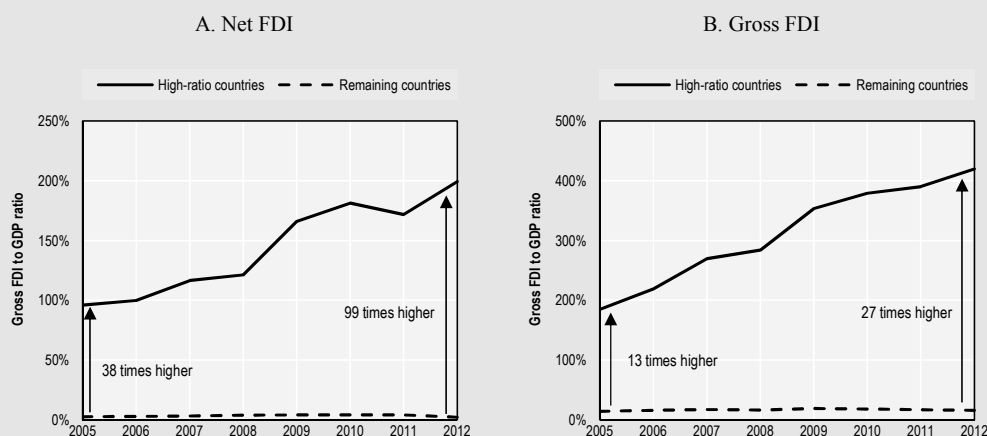 A. Net FDI
High-ratio countries Remaining countries
Gross FDI to GDP ratio
250%
200%
150%
100%
50%
0%
99 times higher
38 times higher
2005 2006 2007 2008 2009 2010 2011 2012
B. Gross FDI
High-ratio countries Remaining countries
Gross FDI to GDP ratio
500%
400%
300%
200%
100%
0%
27 times higher
13 times higher
2005 2006 2007 2008 2009 2010 2011 2012